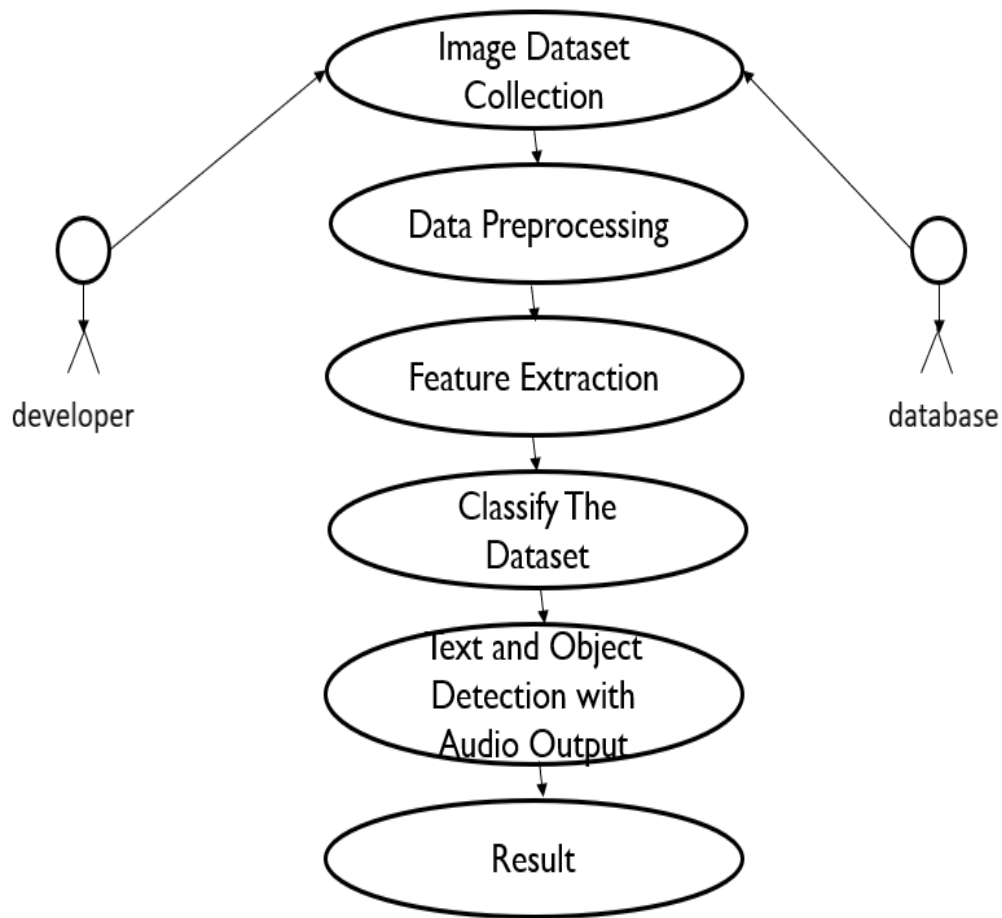 Image Dataset
Collection
Data Preprocessing
Feature Extraction
developer
database
Classify The
Dataset
Text and Object
Detection with
Audio Output
Result